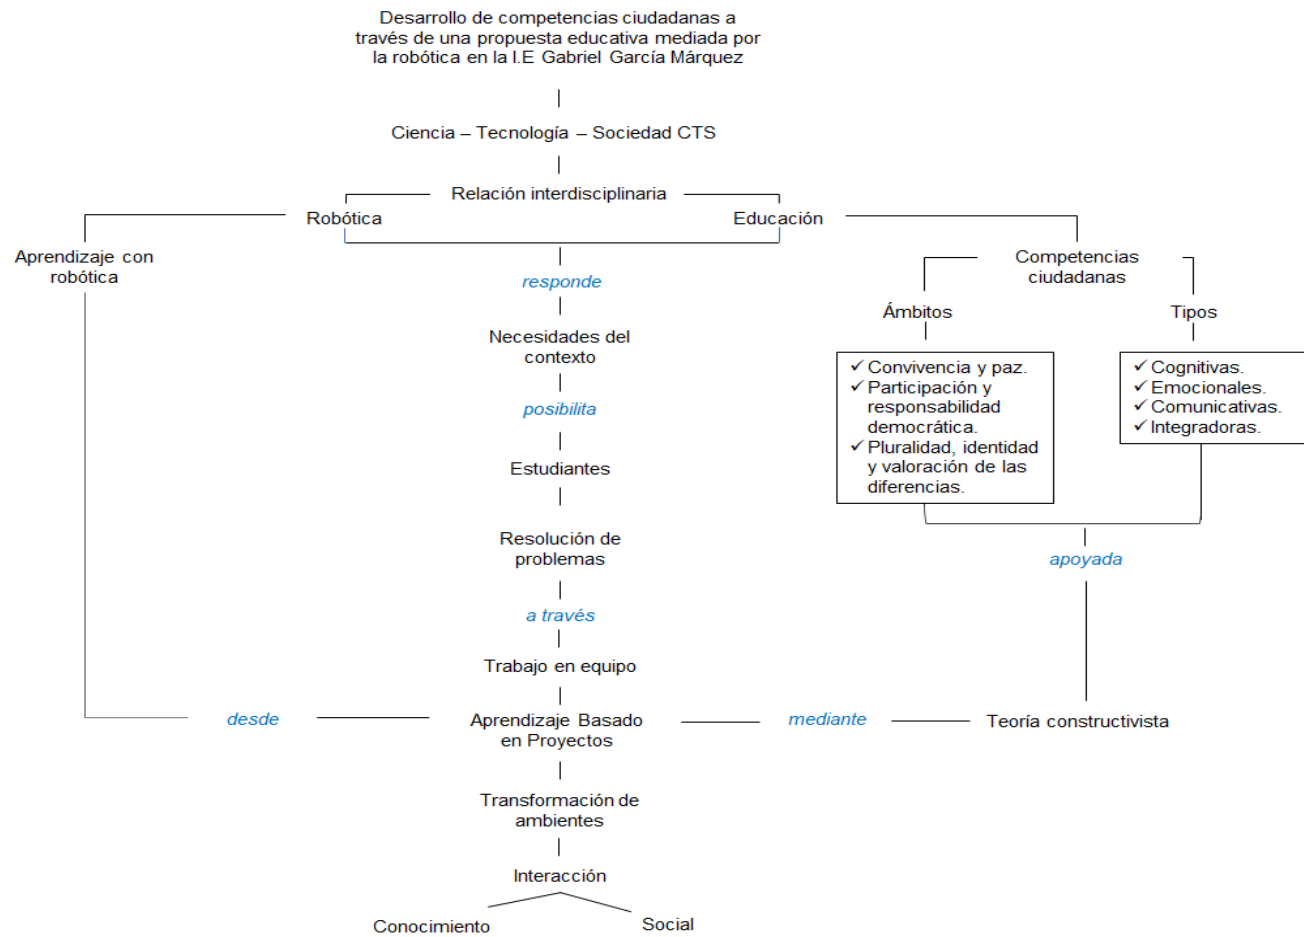 Desarrollo de competencias ciudadanas a
través de una propuesta educativa mediada por
la robótica en la I.E Gabriel García Márquez
Ciencia – Tecnología – Sociedad CTS
Relación interdisciplinaria
Robótica
Educación
Aprendizaje con
robótica
responde
Competencias
ciudadanas
Ámbitos
Tipos
Necesidades del
contexto
✓ Convivencia y paz.
✓ Participación y
responsabilidad
democrática.
✓ Pluralidad, identidad
y valoración de las
diferencias.
✓ Cognitivas.
✓ Emocionales.
✓ Comunicativas.
✓ Integradoras.
posibilita
Estudiantes
Resolución de
problemas
apoyada
a través
Trabajo en equipo
desde
Aprendizaje Basado
en Proyectos
mediante
Teoría constructivista
Transformación de
ambientes
Interacción
Conocimiento
Social